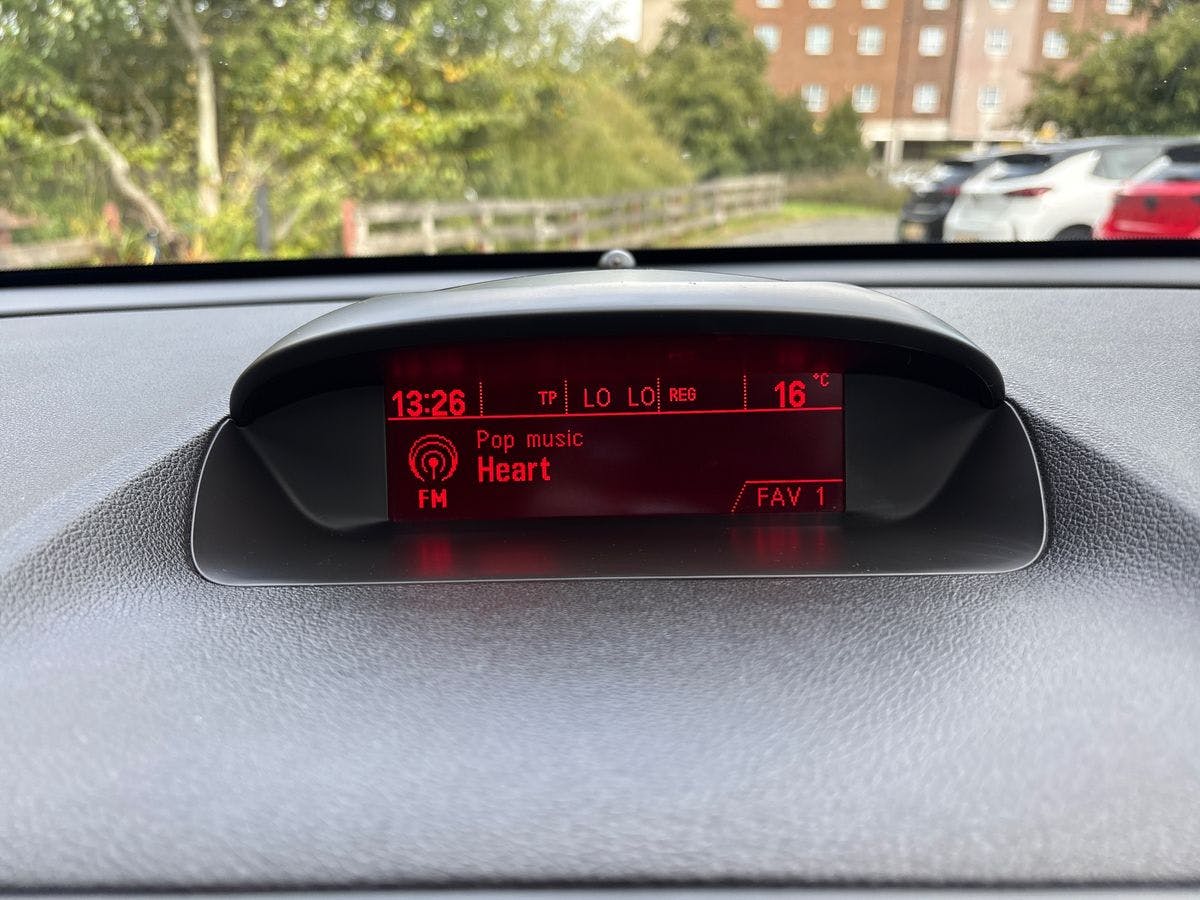 13:26 TP LO LO REG 16 °C
Pop music
Heart
FM
FAV 1